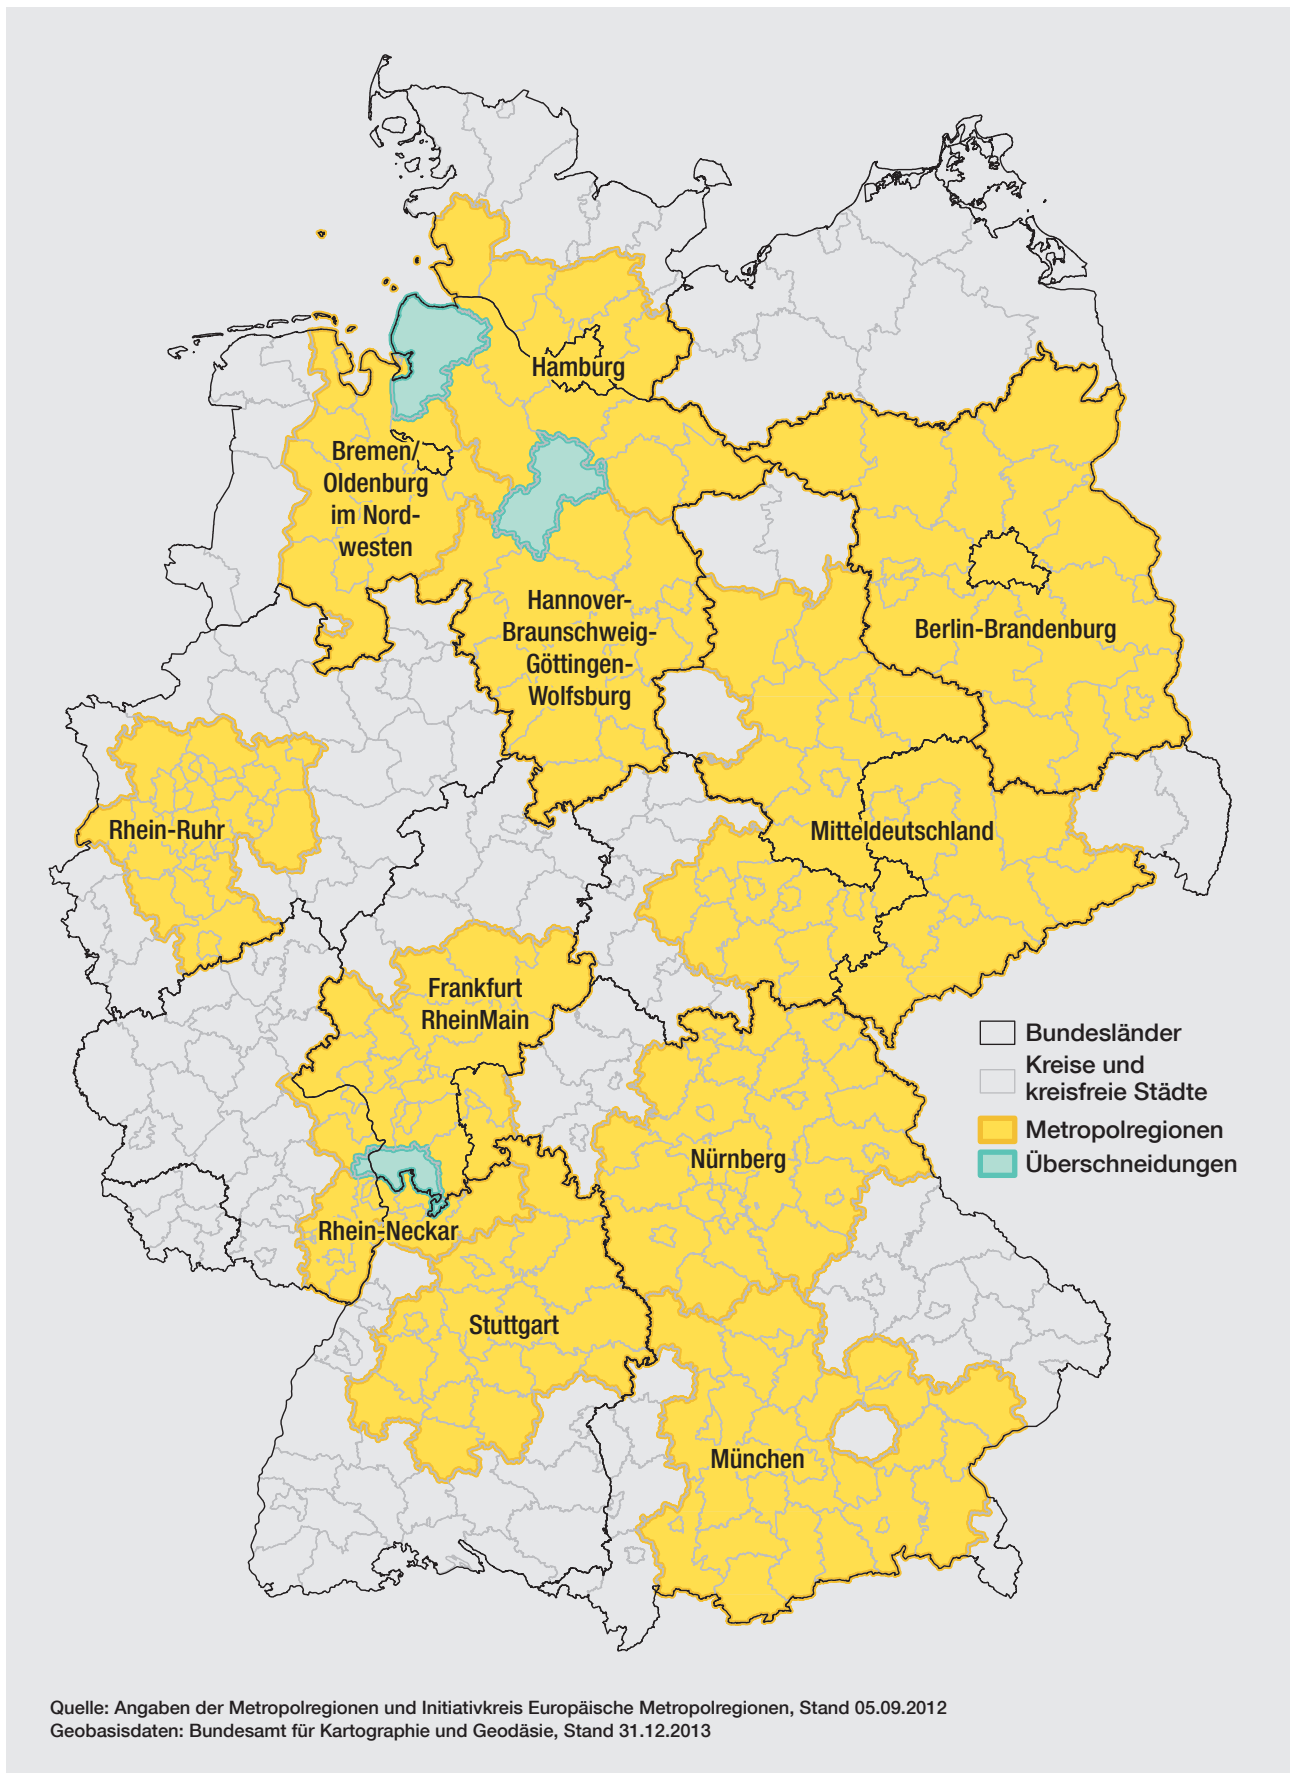 Hamburg
Bremen/
Oldenburg
im Nord-
westen
Hannover-
Braunschweig-
Göttingen-
Wolfsburg
Berlin-Brandenburg
Rhein-Ruhr
Mitteldeutschland
Frankfurt
RheinMain
Nürnberg
Rhein-Neckar
Stuttgart
München
Bundesländer
Kreise und
kreisfreie Städte
Metropolregionen
Überschneidungen
Quelle: Angaben der Metropolregionen und Initiativkreis Europäische Metropolregionen, Stand 05.09.2012
Geobasisdaten: Bundesamt für Kartographie und Geodäsie, Stand 31.12.2013